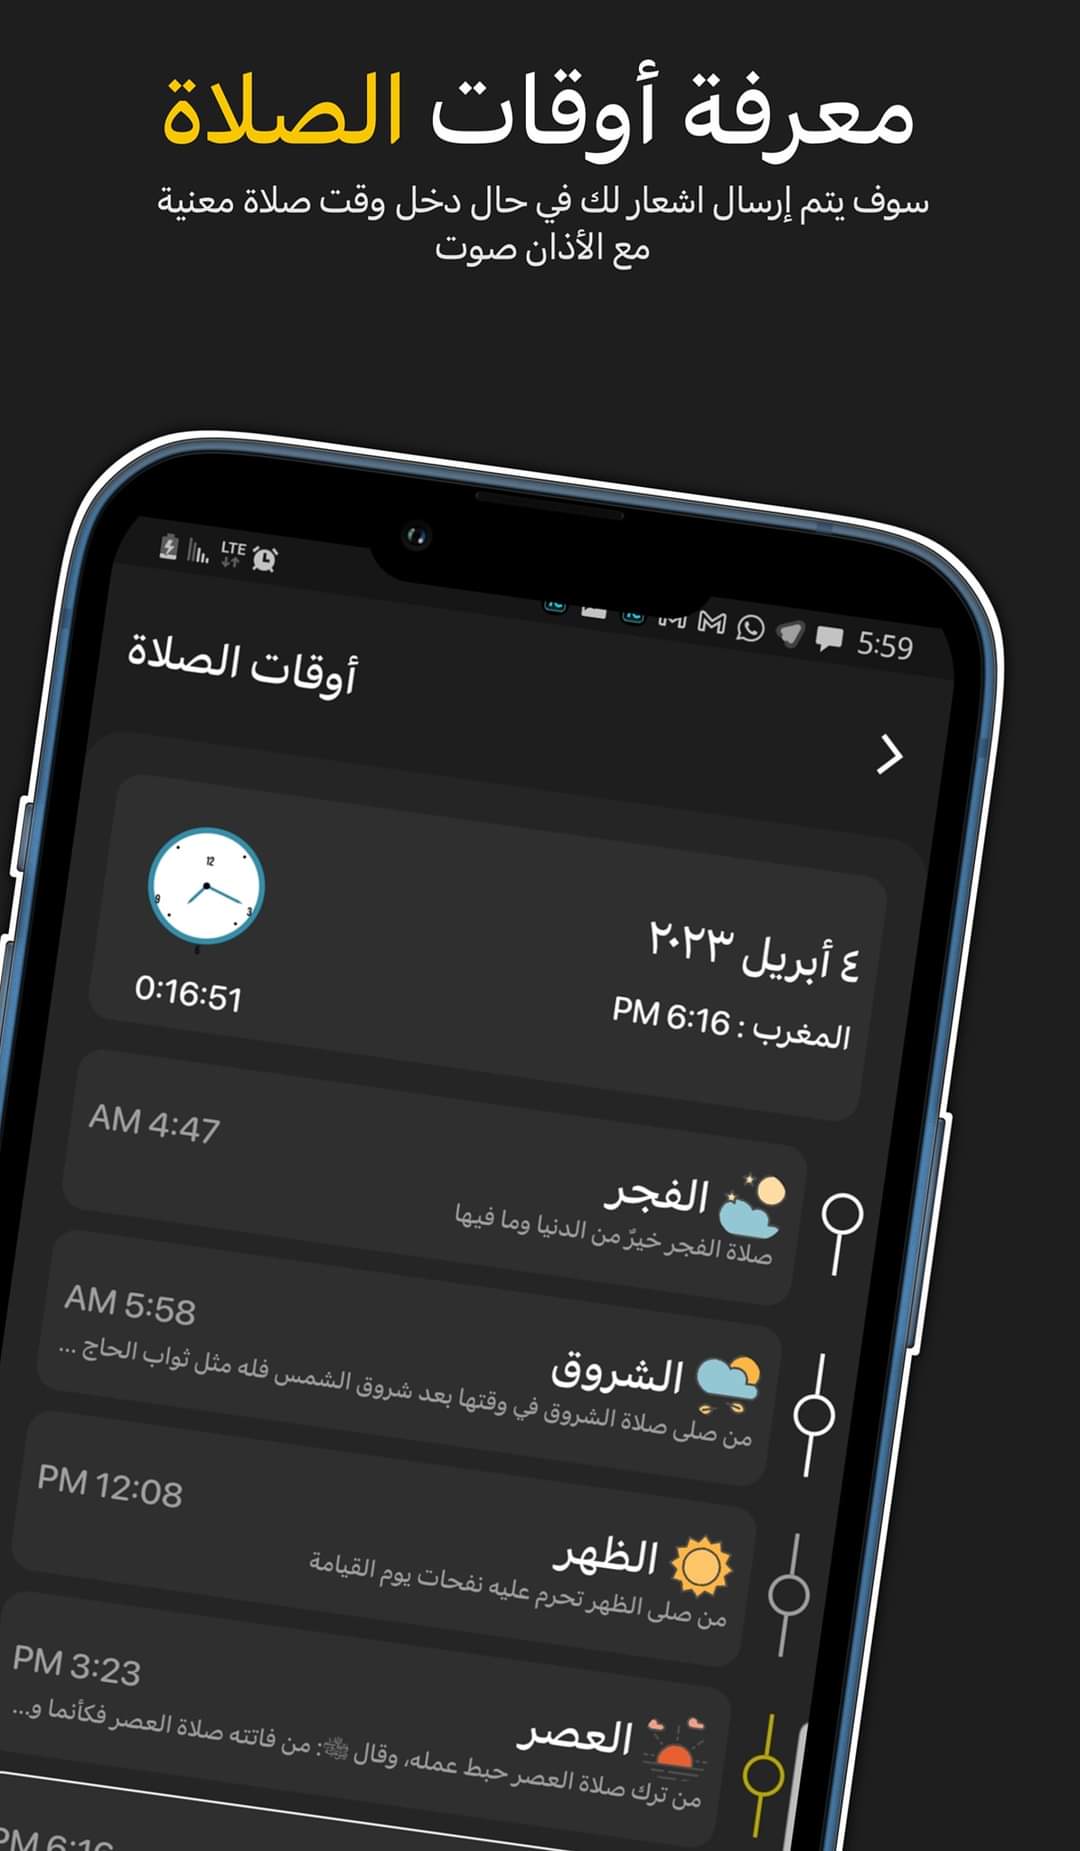 معرفة أوقات الصلاة
سوف يتم إرسال اشعار لك في حال دخل وقت صلاة معنية
مع الأذان صوت
LTE
5:59
أوقات الصلاة
12
3
6
9
0:16:51
٤ أبريل ٢٠٢٣
المغرب : 6:16 PM
4:47 AM
الفجر
صلاة الفجر خيرٌ من الدنيا وما فيها
5:58 AM
الشروق
من صلى صلاة الشروق في وقتها بعد شروق الشمس فله مثل ثواب الحاج ...
12:08 PM
الظهر
من صلى الظهر تحرم عليه نفحات يوم القيامة
3:23 PM
العصر
من ترك صلاة العصر حبط عمله، وقال ﷺ: من فاتته صلاة العصر فكأنما و...
6:16 PM